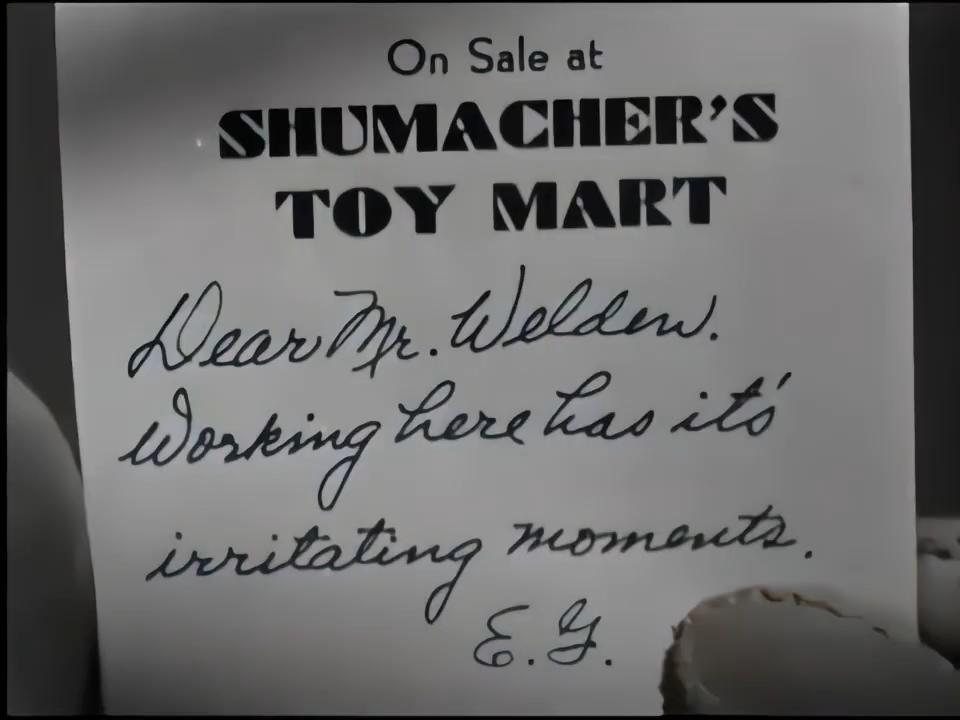 On Sale at
SHUMACHER'S
TOY MART
Dear Mr. Welden.
Working here has it's
irritating moments.
E.G.